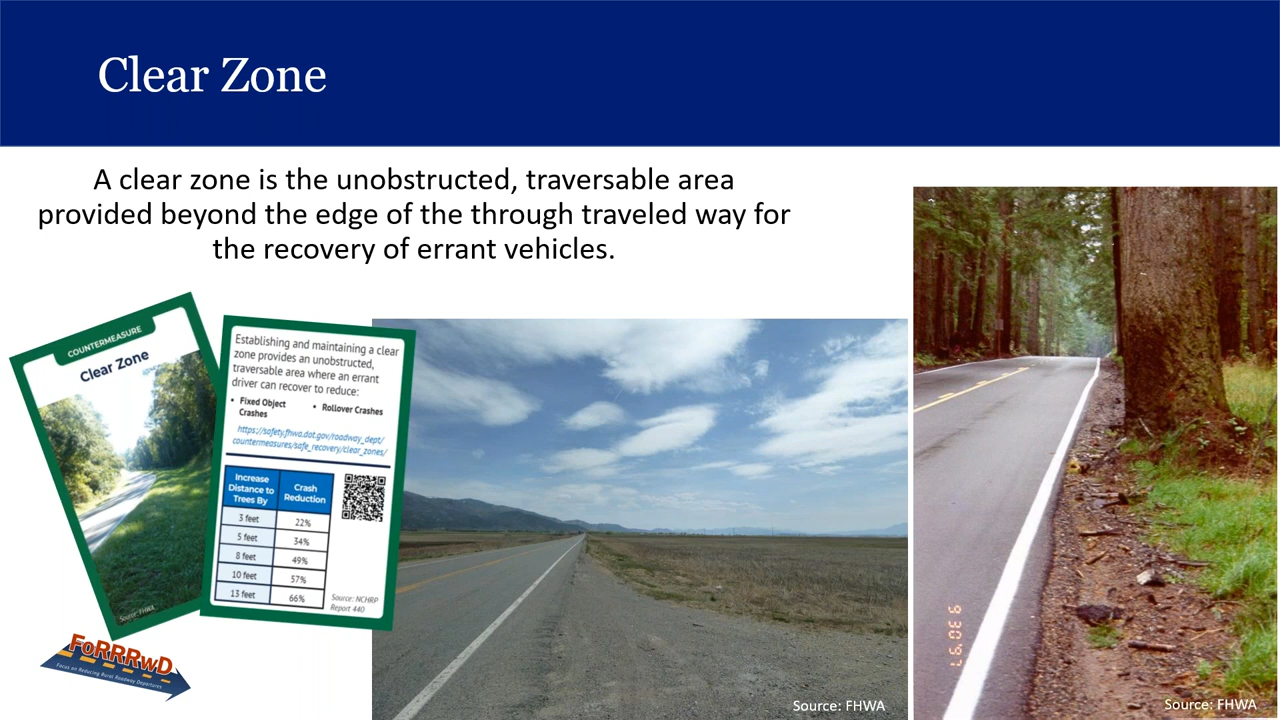 Clear Zone
A clear zone is the unobstructed, traversable area
provided beyond the edge of the through traveled way for
the recovery of errant vehicles.
COUNTERMEASURE
Clear Zone
Source: FHWA
Establishing and maintaining a clear
zone provides an unobstructed,
traversable area where an errant
driver can recover to reduce:
• Fixed Object
Crashes
• Rollover Crashes
https://safety.fhwa.dot.gov/roadway_dept/
countermeasures/safe_recovery/clear_zones/
Increase
Distance to
Trees By
Crash
Reduction
3 feet 22%
5 feet 34%
8 feet 49%
10 feet 57%
13 feet 66%
Source: NCHRP
Report 440
FoRRRwD
Focus on Reducing Rural Roadway Departures
Source: FHWA
9 30 '97
Source: FHWA